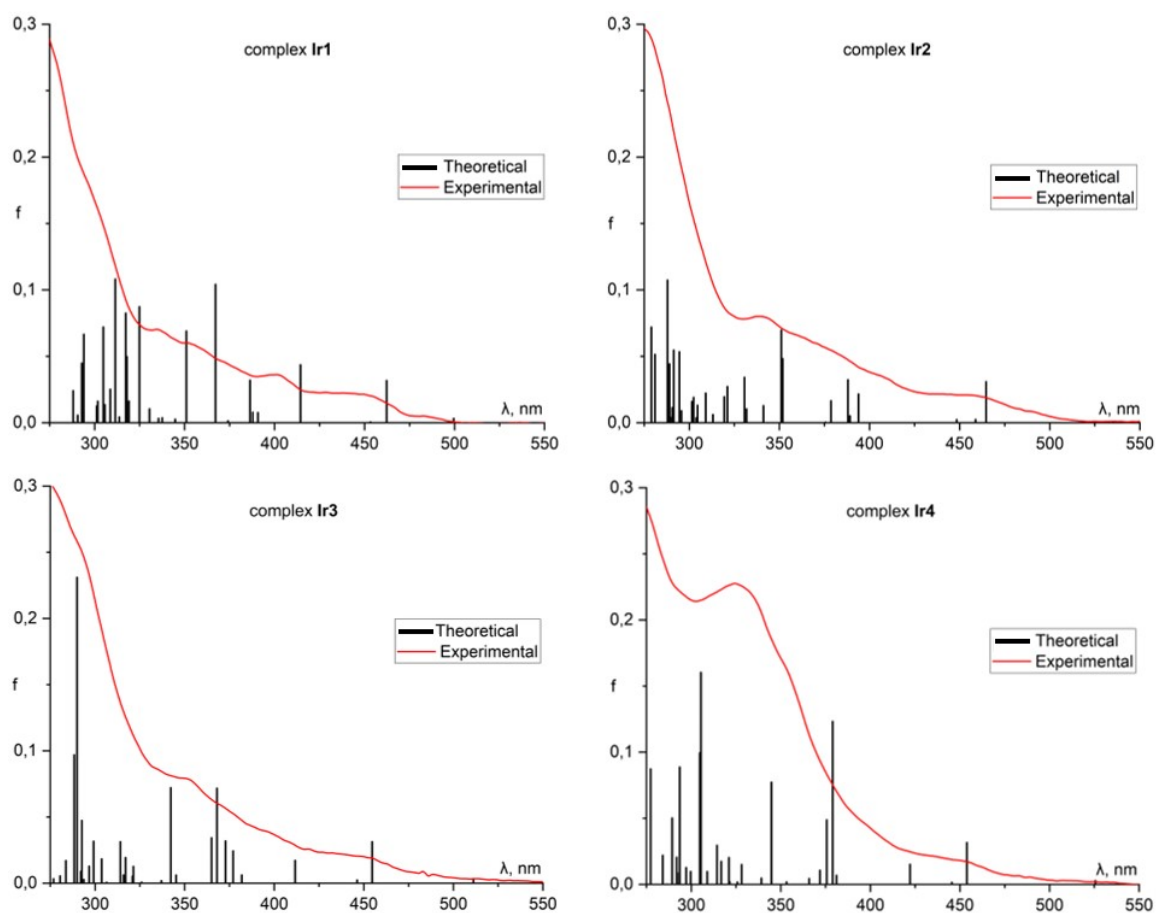 0,3
complex Ir1
0,2
Theoretical
Experimental
f
0,1
λ, nm
0,0
300 350 400 450 500 550
0,3
complex Ir2
0,2
Theoretical
Experimental
f
0,1
λ, nm
0,0
300 350 400 450 500 550
0,3
complex Ir3
0,2
Theoretical
Experimental
f
0,1
λ, nm
0,0
300 350 400 450 500 550
0,3
complex Ir4
0,2
Theoretical
Experimental
f
0,1
λ, nm
0,0
300 350 400 450 500 550